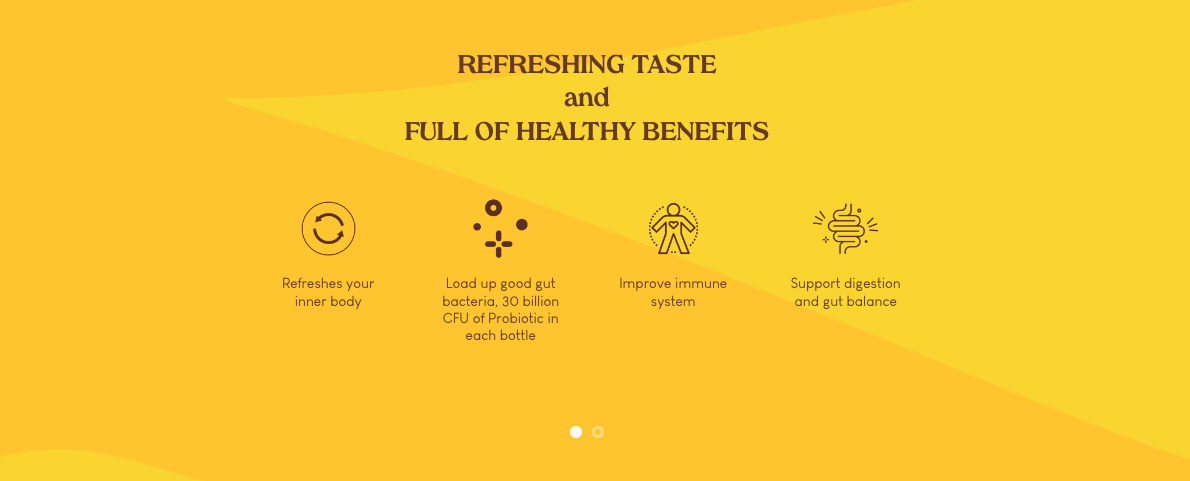 REFRESHING TASTE
and
FULL OF HEALTHY BENEFITS
Refreshes your
inner body
Load up good gut
bacteria, 30 billion
CFU of Probiotic in
each bottle
Improve immune
system
Support digestion
and gut balance